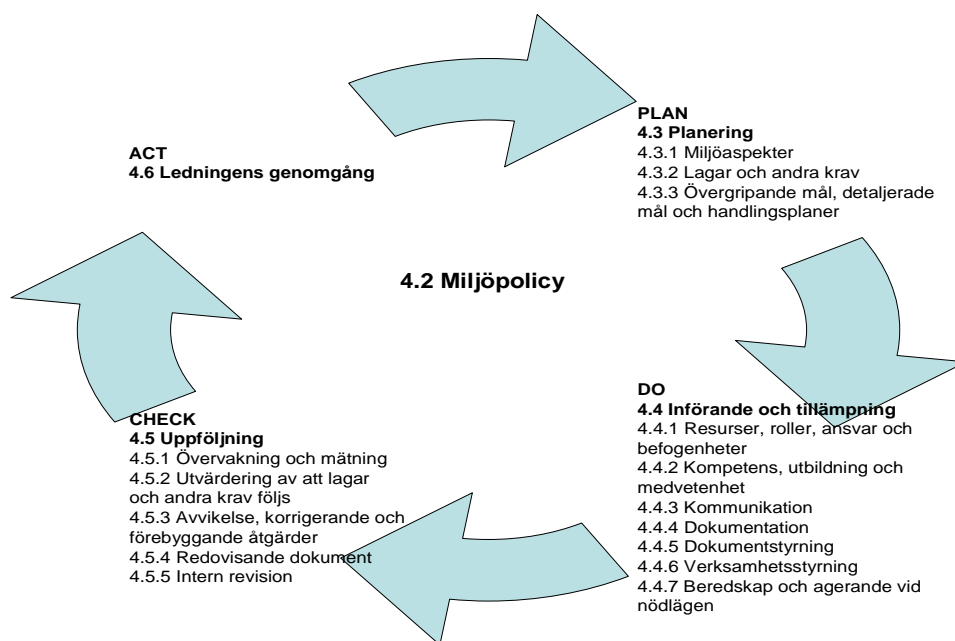 PLAN
4.3 Planering
4.3.1 Miljöaspekter
4.3.2 Lagar och andra krav
4.3.3 Övergripande mål, detaljerade
mål och handlingsplaner
ACT
4.6 Ledningens genomgång
4.2 Miljöpolicy
DO
4.4 Införande och tillämpning
4.4.1 Resurser, roller, ansvar och
befogenheter
4.4.2 Kompetens, utbildning och
medvetenhet
4.4.3 Kommunikation
4.4.4 Dokumentation
4.4.5 Dokumentstyrning
4.4.6 Verksamhetsstyrning
4.4.7 Beredskap och agerande vid
nödlägen
CHECK
4.5 Uppföljning
4.5.1 Övervakning och mätning
4.5.2 Utvärdering av att lagar
och andra krav följs
4.5.3 Avvikelse, korrigerande och
förebyggande åtgärder
4.5.4 Redovisande dokument
4.5.5 Intern revision